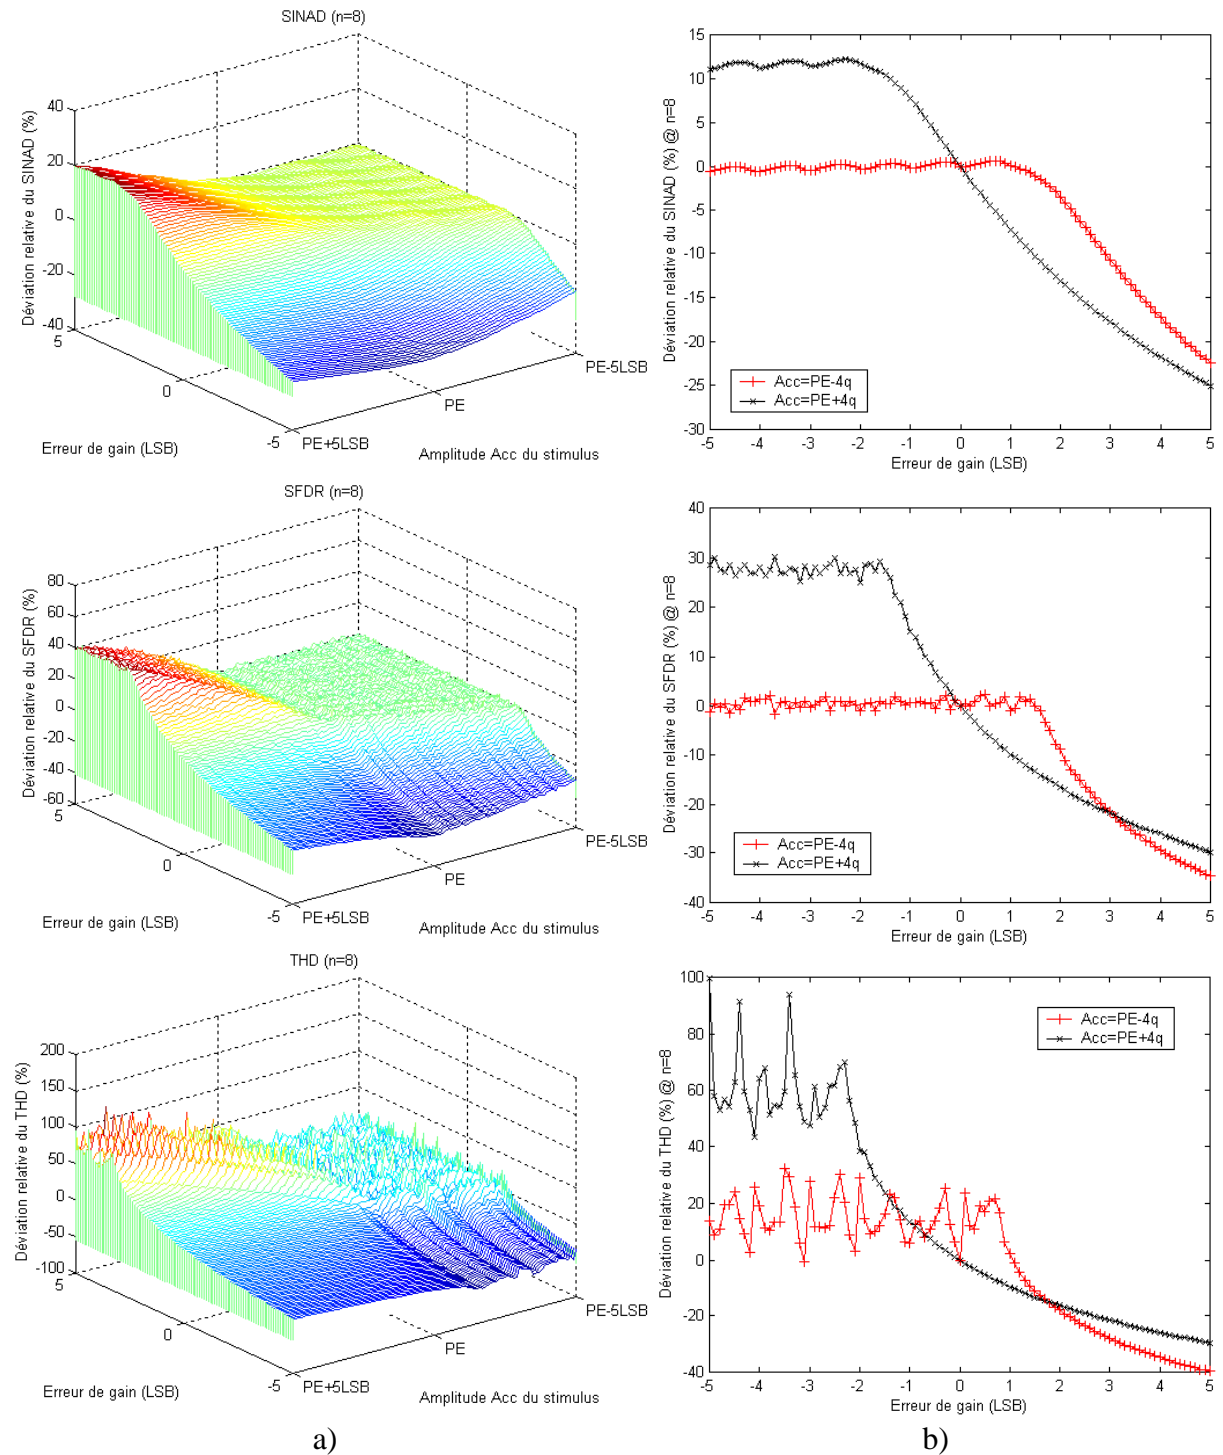 SINAD (n=8)
Déviation relative du SINAD (%)
40
20
0
-20
-40
5
0
-5
Erreur de gain (LSB)
PE+5LSB
PE
PE-5LSB
Amplitude Acc du stimulus
Déviation relative du SINAD (%) @ n=8
15
10
5
0
-5
-10
-15
-20
-25
-30
Acc=PE-4q
Acc=PE+4q
-5 -4 -3 -2 -1 0 1 2 3 4 5
Erreur de gain (LSB)
SFDR (n=8)
Déviation relative du SFDR (%)
80
60
40
20
0
-20
-40
-60
5
0
-5
Erreur de gain (LSB)
PE+5LSB
PE
PE-5LSB
Amplitude Acc du stimulus
Déviation relative du SFDR (%) @ n=8
40
30
20
10
0
-10
-20
-30
-40
Acc=PE-4q
Acc=PE+4q
-5 -4 -3 -2 -1 0 1 2 3 4 5
Erreur de gain (LSB)
THD (n=8)
Déviation relative du THD (%)
200
150
100
50
0
-50
-100
5
0
-5
Erreur de gain (LSB)
PE+5LSB
PE
PE-5LSB
Amplitude Acc du stimulus
Déviation relative du THD (%) @ n=8
100
80
60
40
20
0
-20
-40
Acc=PE-4q
Acc=PE+4q
-5 -4 -3 -2 -1 0 1 2 3 4 5
Erreur de gain (LSB)
a)
b)